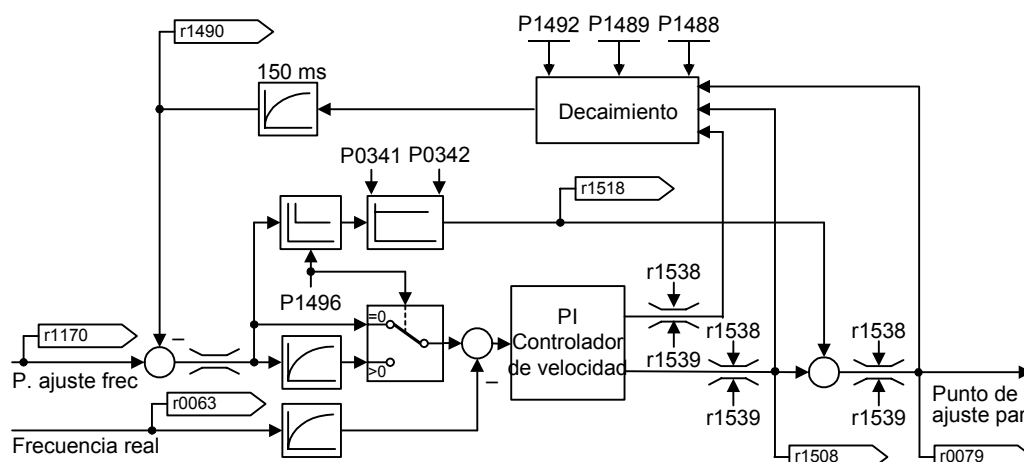 r1490
P1492 P1489 P1488
150 ms
Decaimiento
P0341 P0342
r1518
P1496
r1538
PI
Controlador
de velocidad
r1539
r1538
r1539
r1538
r1539
=0
>0
r1170
P. ajuste frec
r0063
Frecuencia real
Punto de
ajuste par
r1508
r0079